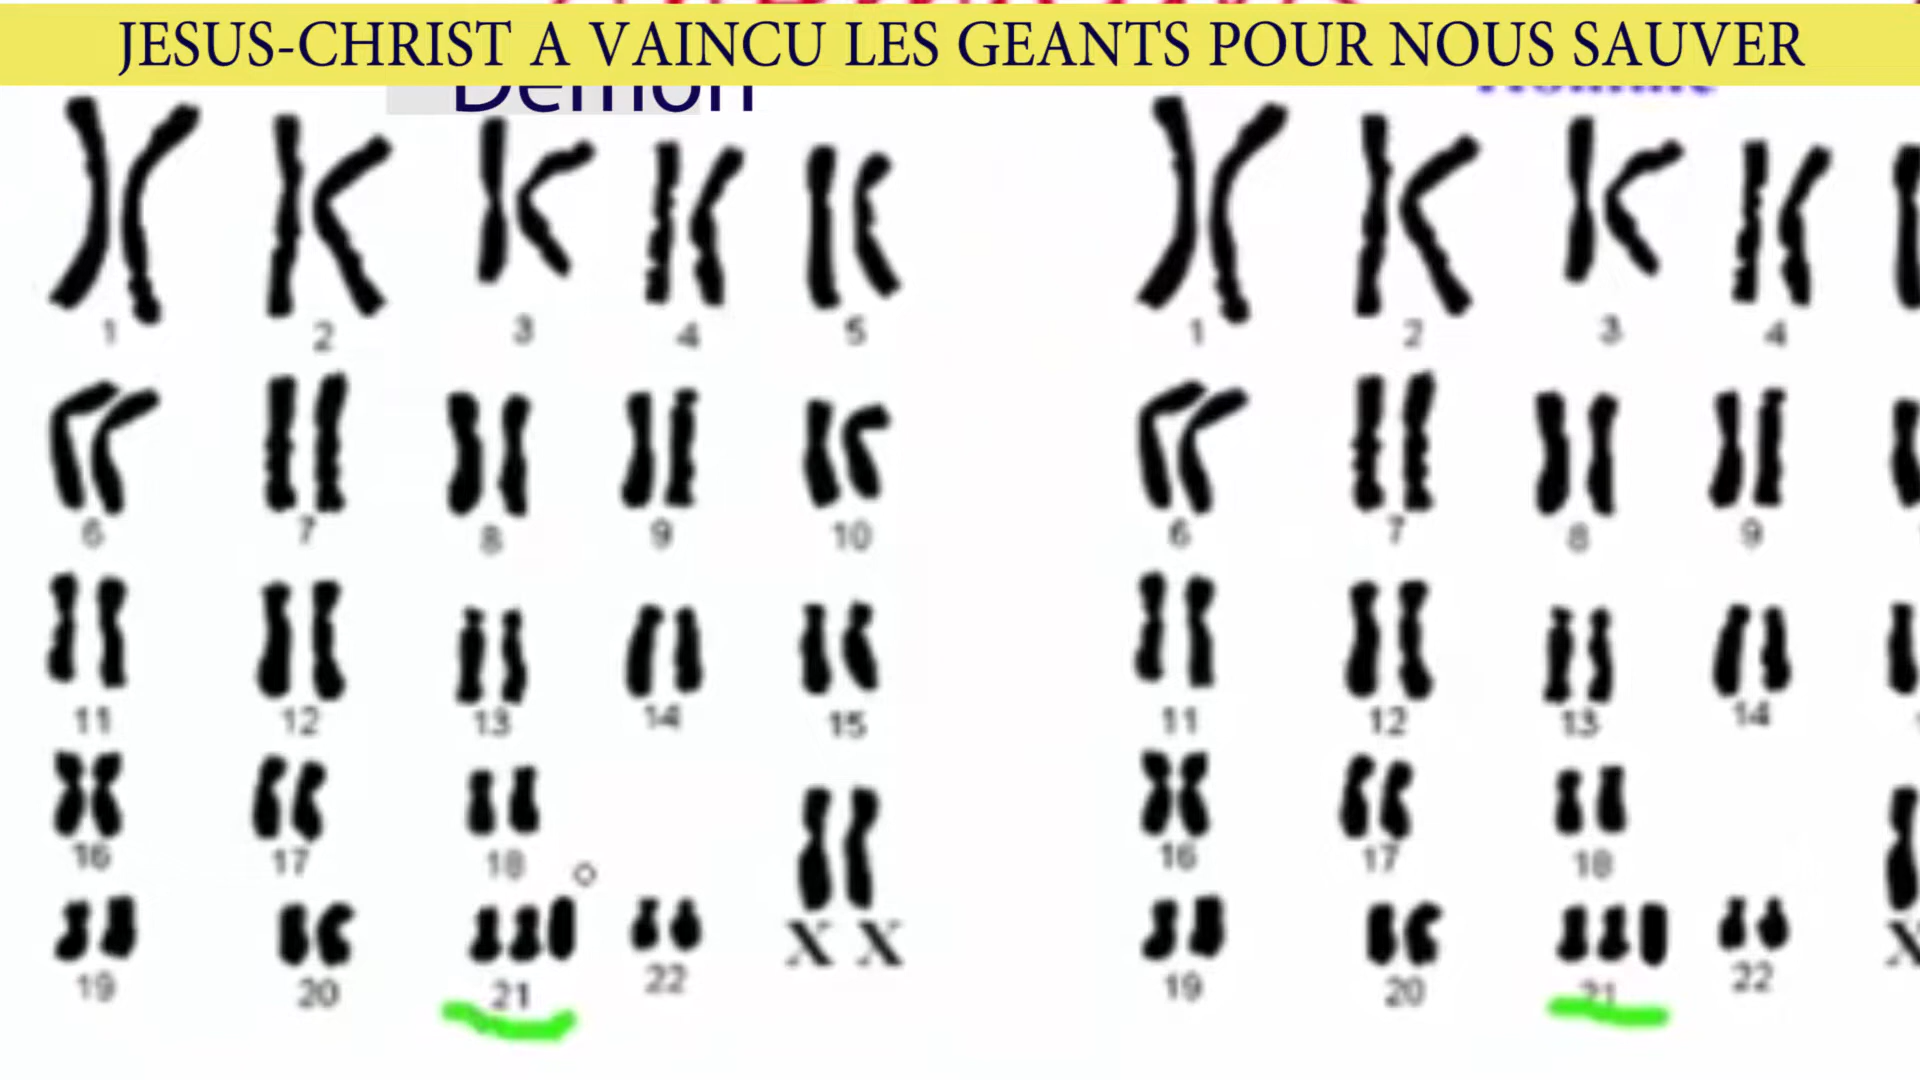 JESUS-CHRIST A VAINCU LES GEANTS POUR NOUS SAUVER
Démon
1 2 3 4 5 1 2 3 4
6 7 8 9 10 6 7 8 9
11 12 13 14 15 11 12 13 14
16 17 18 16 17 18
X X X
19 20 21 22 19 20 21 22